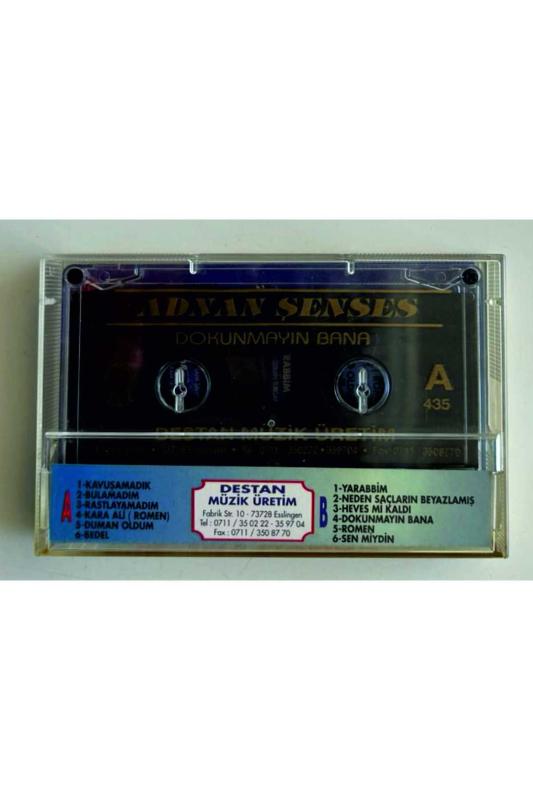 ADNAN ŞENSES
DOKUNMAYIN BANA
A
435
DESTAN MÜZİK ÜRETİM
A
1-KAVUŞAMADIK
2-BULAMADIM
3-RASTLAYAMADIM
4-KARA ALİ ( ROMEN)
5-DUMAN OLDUM
6-BEDEL
DESTAN
MÜZİK ÜRETİM
Fabrik Str. 10 - 73728 Esslingen
Tel : 0711 / 35 02 22 - 35 97 04
Fax : 0711 / 350 87 70
B
1-YARABBİM
2-NEDEN SAÇLARIN BEYAZLAMIŞ
3-HEVES Mİ KALDI
4-DOKUNMAYIN BANA
5-ROMEN
6-SEN MİYDİN